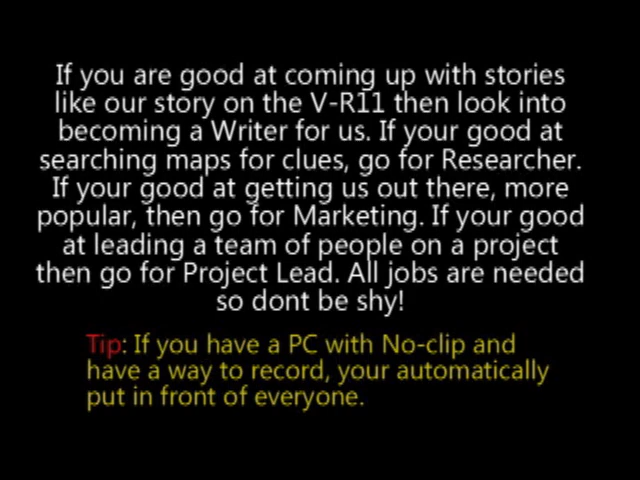 If you are good at coming up with stories
like our story on the V-R11 then look into
becoming a Writer for us. If your good at
searching maps for clues, go for Researcher.
If your good at getting us out there, more
popular, then go for Marketing. If your good
at leading a team of people on a project
then go for Project Lead. All jobs are needed
so dont be shy!
Tip: If you have a PC with No-clip and
have a way to record, your automatically
put in front of everyone.